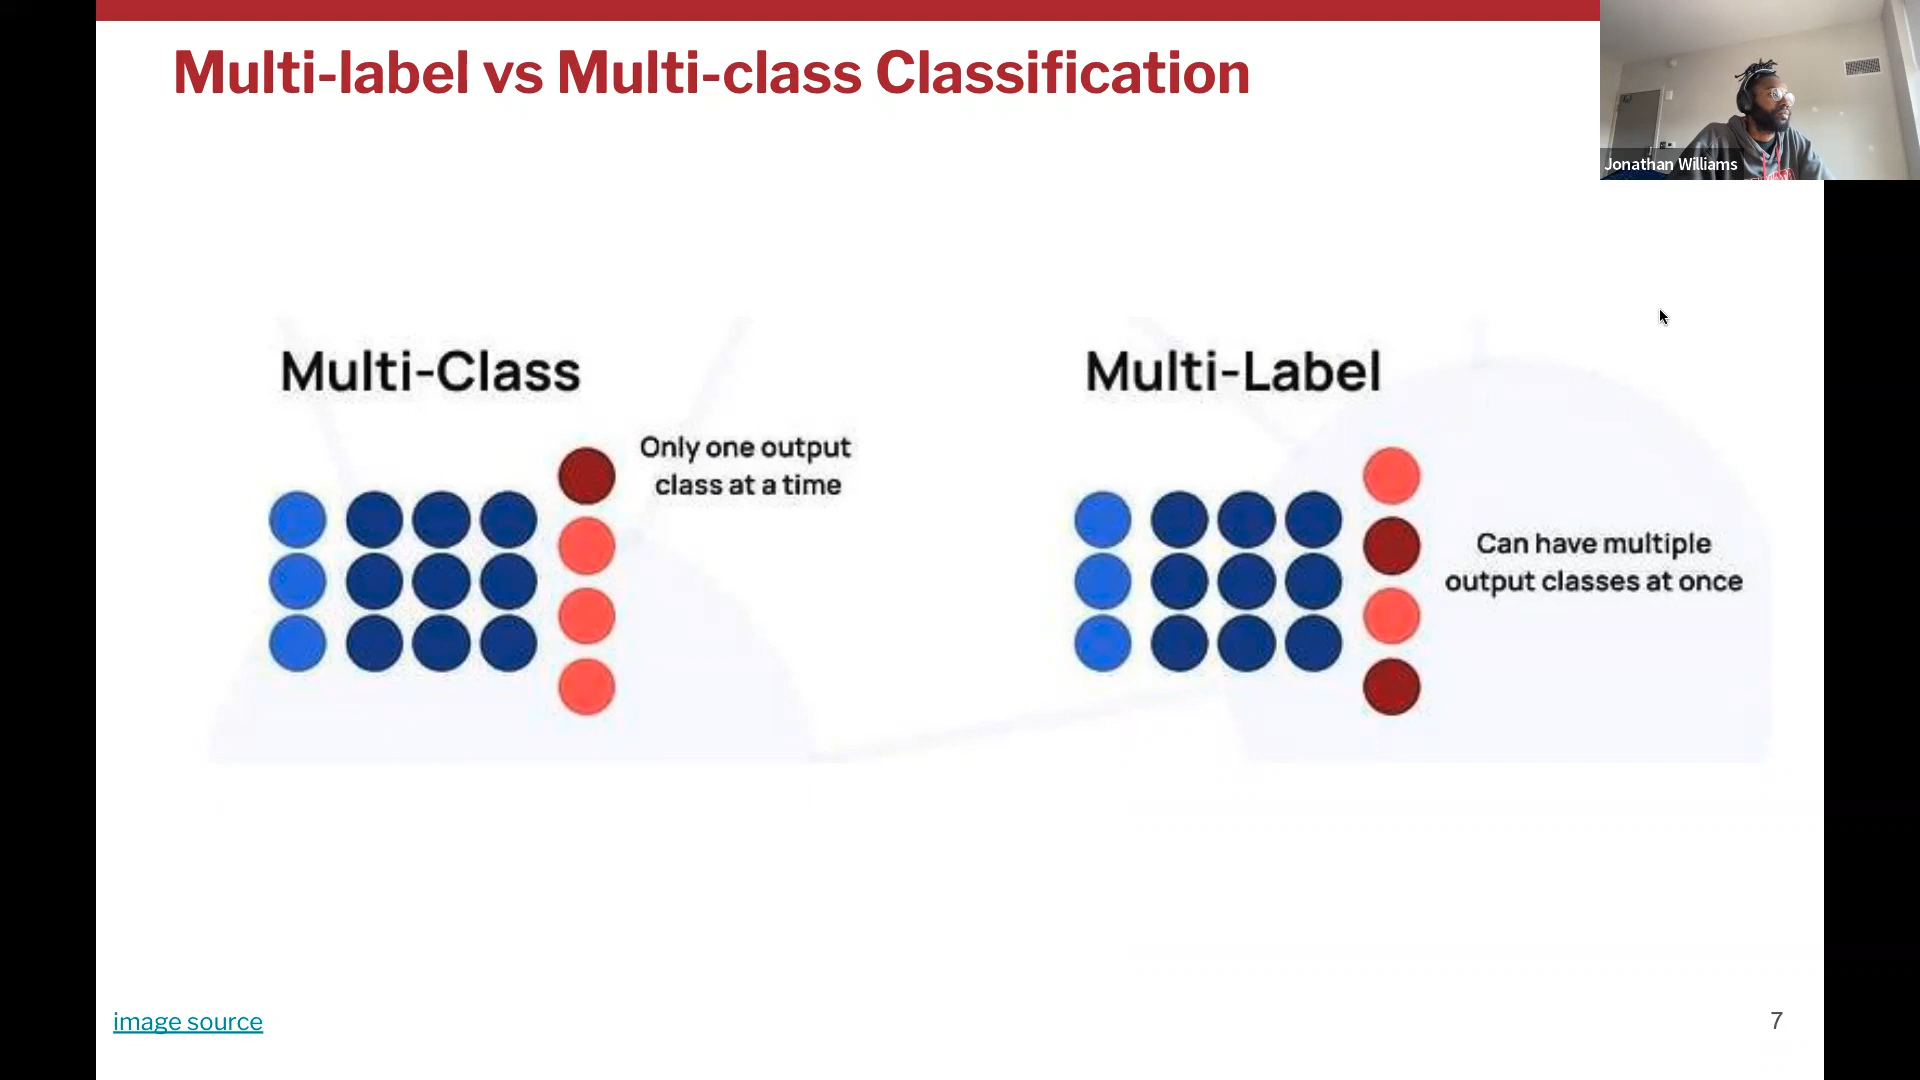 Multi-label vs Multi-class Classification
Jonathan Williams
Multi-Class
Only one output
class at a time
Multi-Label
Can have multiple
output classes at once
image source
7